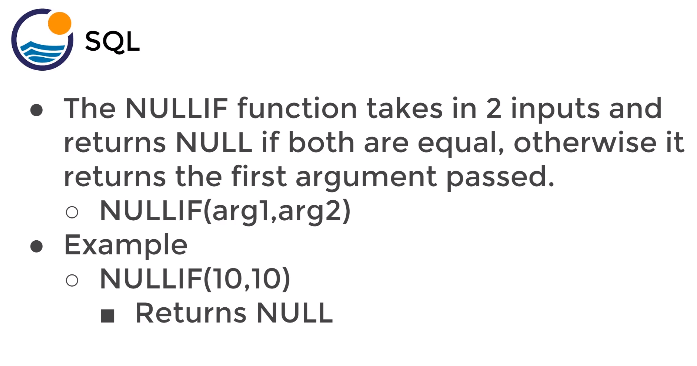 SQL
● The NULLIF function takes in 2 inputs and
returns NULL if both are equal, otherwise it
returns the first argument passed.
○ NULLIF(arg1,arg2)
● Example
○ NULLIF(10,10)
■ Returns NULL